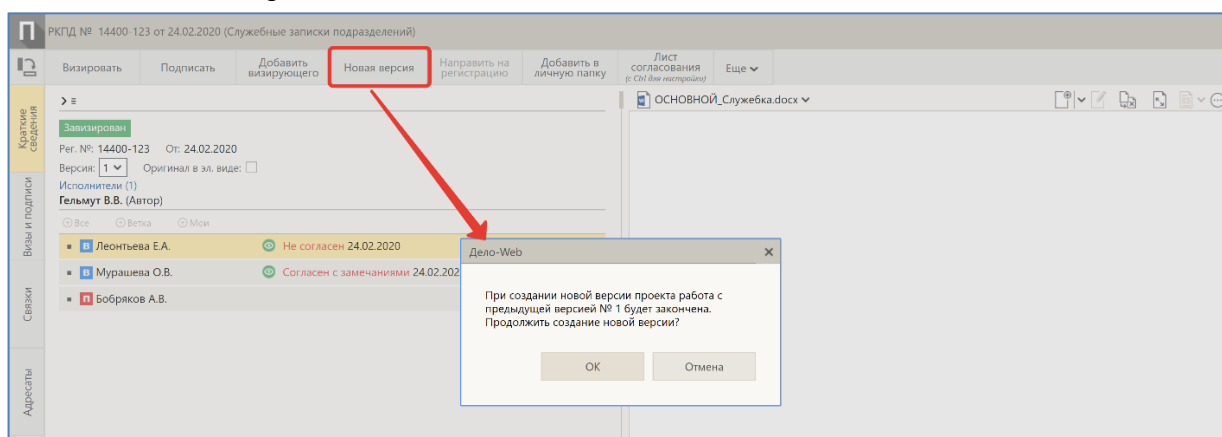 П РКПД № 14400-123 от 24.02.2020 (Служебные записки подразделений)
Визировать Подписать Добавить визирующего Новая версия Направить на регистрацию Добавить в личную папку Лист согласования (с Ctrl для настройки) Еще
Краткие сведения
Визы и подписи
Связки
Адресаты
Завизирован
Рег. №: 14400-123 От: 24.02.2020
Версия: 1 Оригинал в эл. виде:
Исполнители (1)
Гельмут В.В. (Автор)
Все Ветка Мои
В Леонтьева Е.А. Не согласен 24.02.2020
В Мурашева О.В. Согласен с замечаниями 24.02.202
П Бобряков А.В.
ОСНОВНОЙ_Служебка.docx
Дело-Web
При создании новой версии проекта работа с
предыдущей версией № 1 будет закончена.
Продолжить создание новой версии?
ОК Отмена